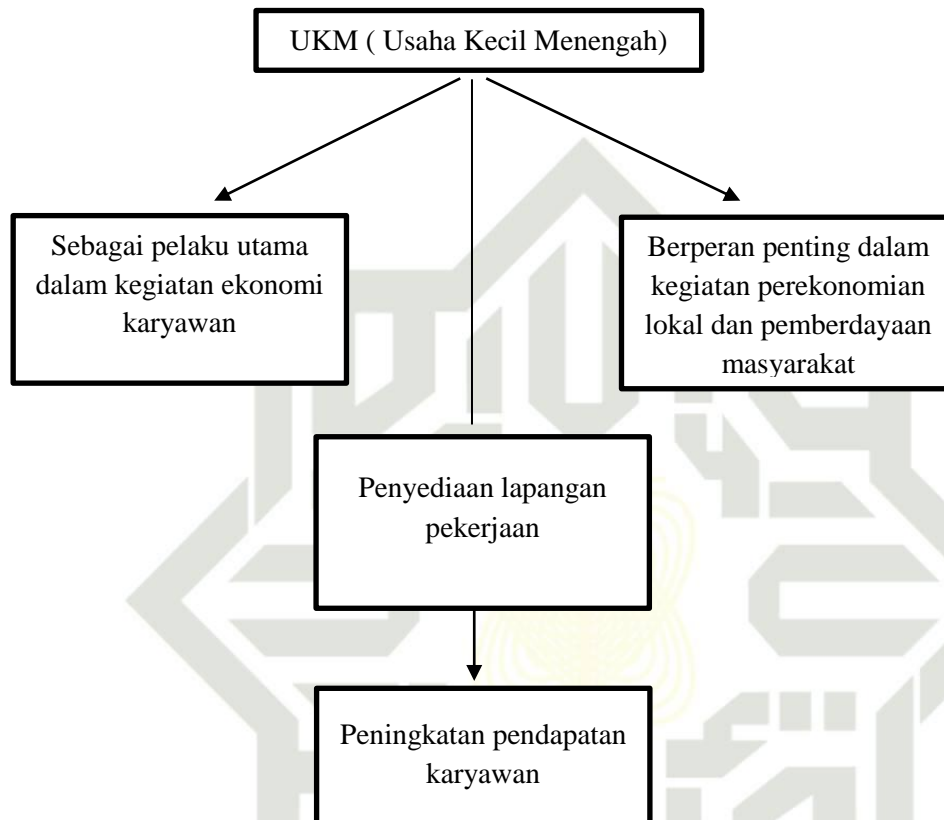 UKM ( Usaha Kecil Menengah)
Sebagai pelaku utama
dalam kegiatan ekonomi
karyawan
Berperan penting dalam
kegiatan perekonomian
lokal dan pemberdayaan
masyarakat
Penyediaan lapangan
pekerjaan
Peningkatan pendapatan
karyawan